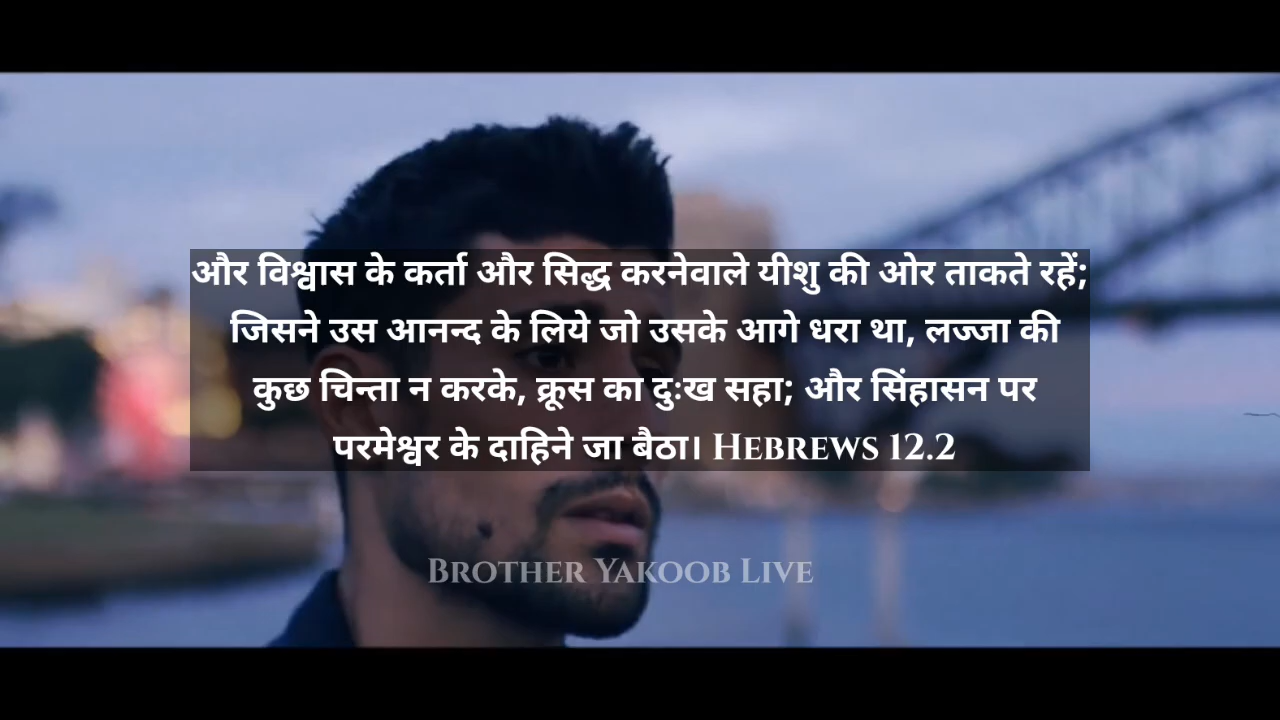 और विश्वास के कर्ता और सिद्ध करनेवाले यीशु की ओर ताकते रहें;
जिसने उस आनन्द के लिये जो उसके आगे धरा था, लज्जा की
कुछ चिन्ता न करके, क्रूस का दुःख सहा; और सिंहासन पर
परमेश्वर के दाहिने जा बैठा। Hebrews 12.2
Brother Yakoob Live